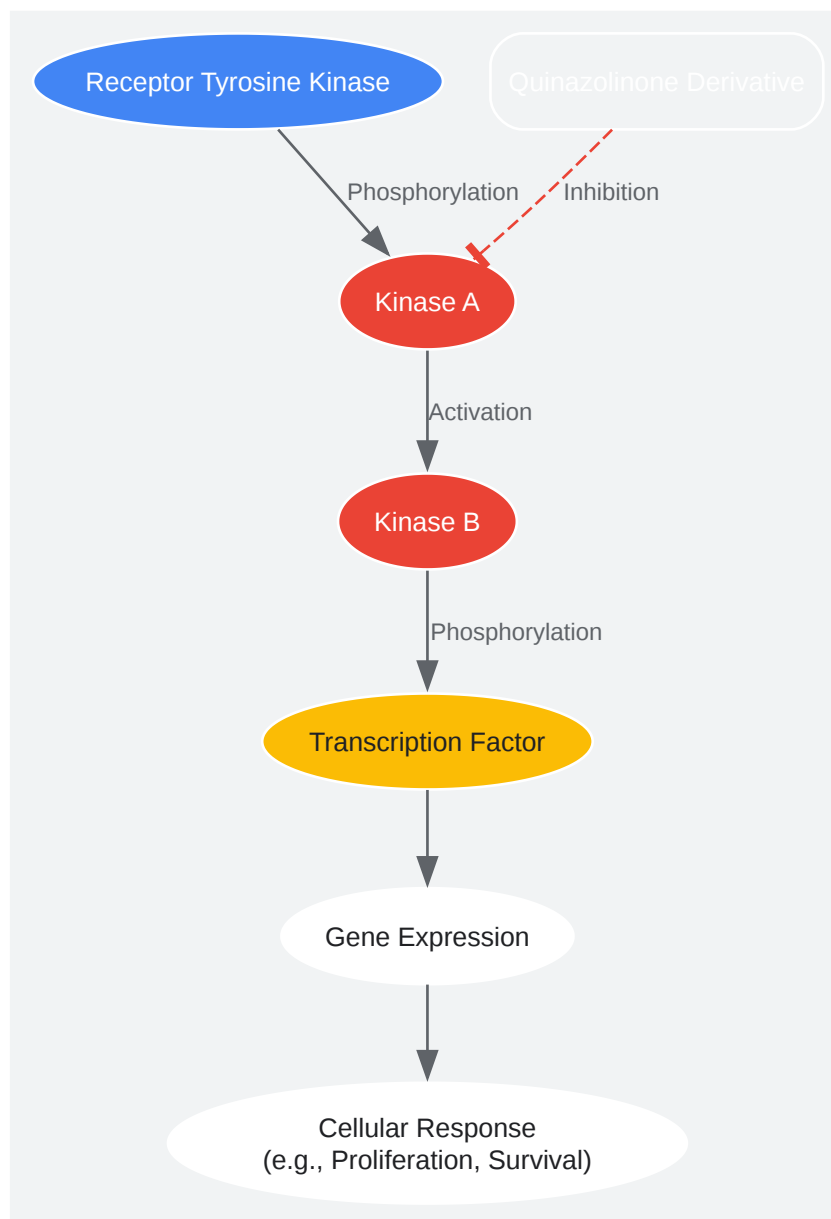 Receptor Tyrosine Kinase
Quinazolinone Derivative
Phosphorylation
Inhibition
Kinase A
Activation
Kinase B
Phosphorylation
Transcription Factor
Gene Expression
Cellular Response
(e.g., Proliferation, Survival)